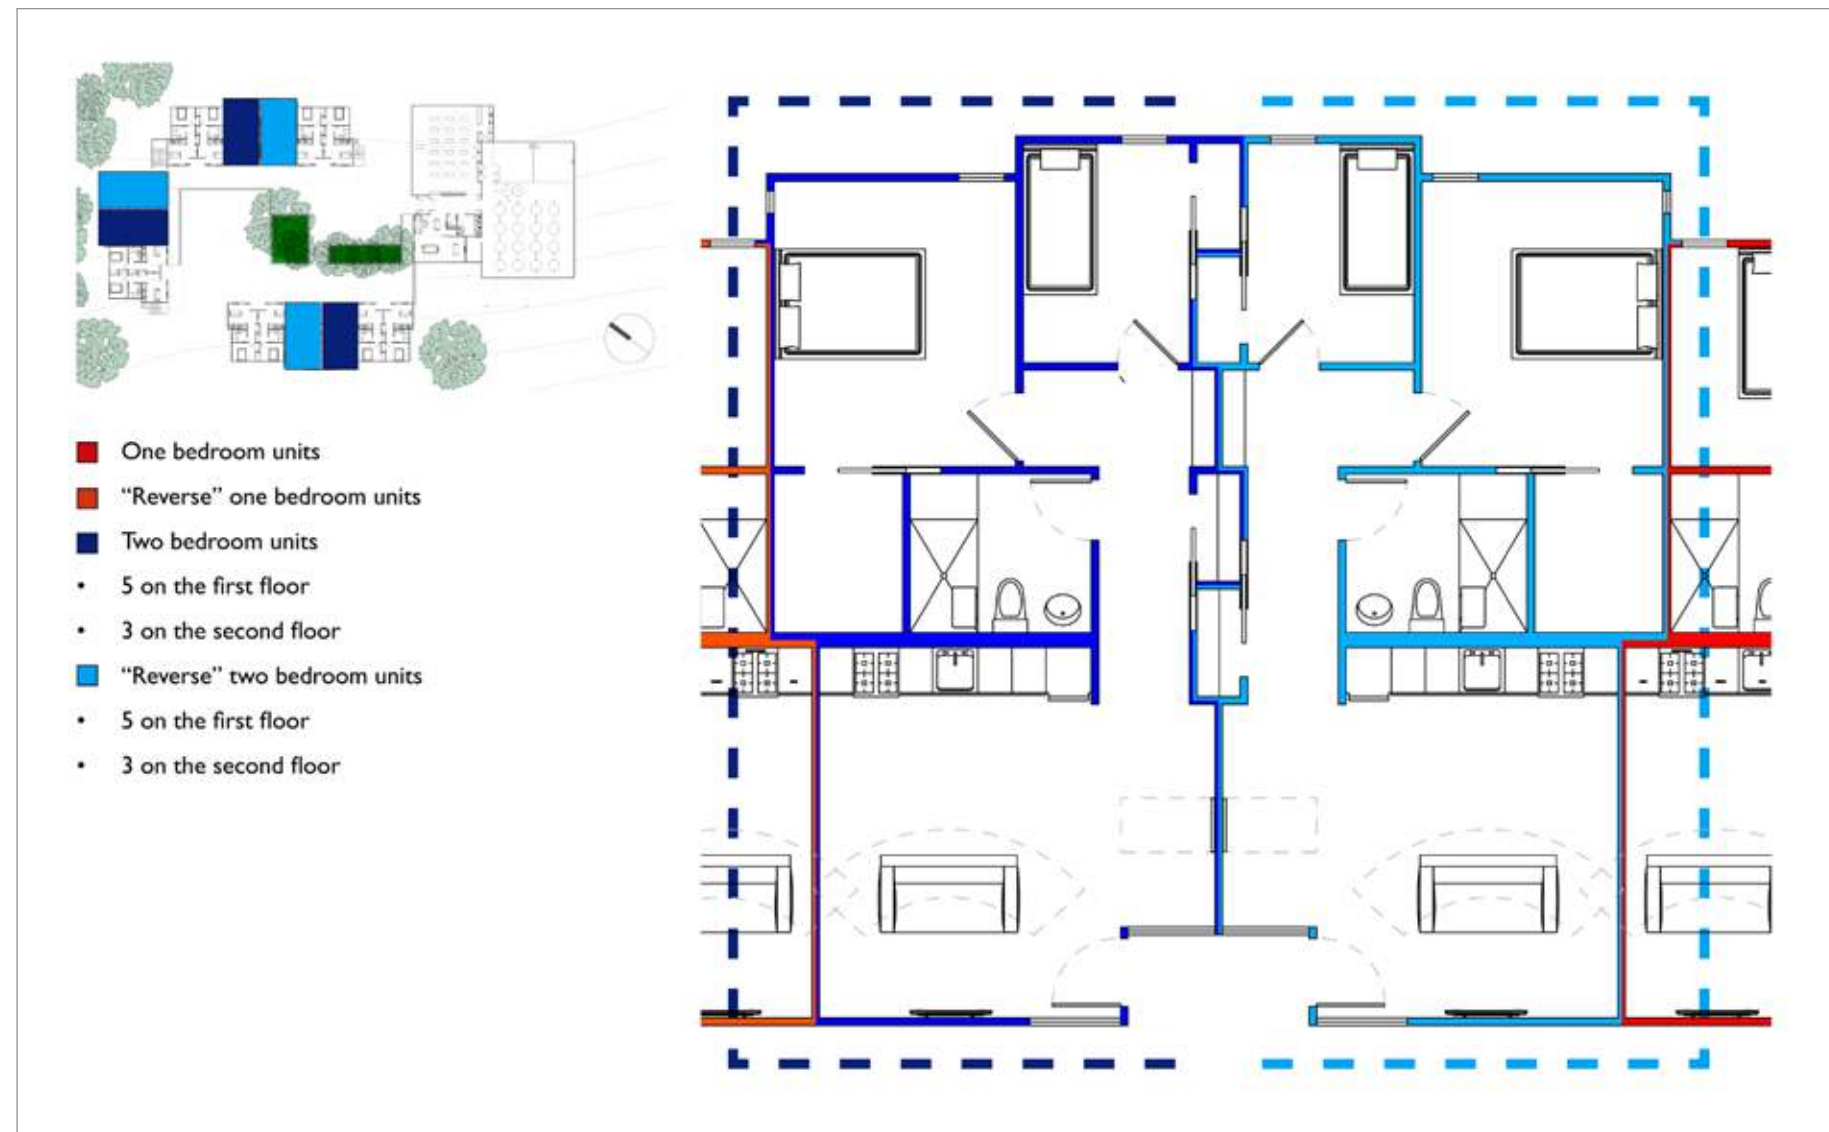 One bedroom units
“Reverse” one bedroom units
Two bedroom units
• 5 on the first floor
• 3 on the second floor
“Reverse” two bedroom units
• 5 on the first floor
• 3 on the second floor